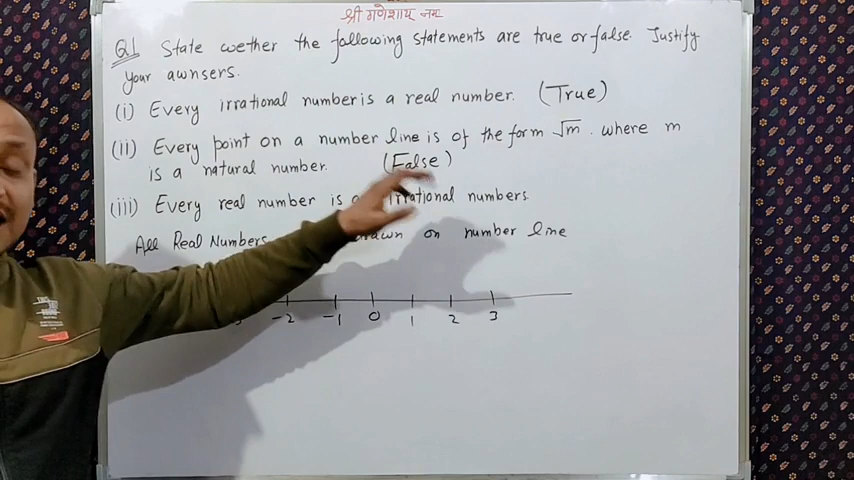 श्री गणेशाय नमः
Q1 State wether the following statements are true or false. Justify
your awnsers.
(i) Every irrational number is a real number. (True)
(ii) Every point on a number line is of the form √m. where m
is a natural number. (False)
(iii) Every real number is irrational numbers.
All Real Numbers drawn on number line
-2 -1 0 1 2 3